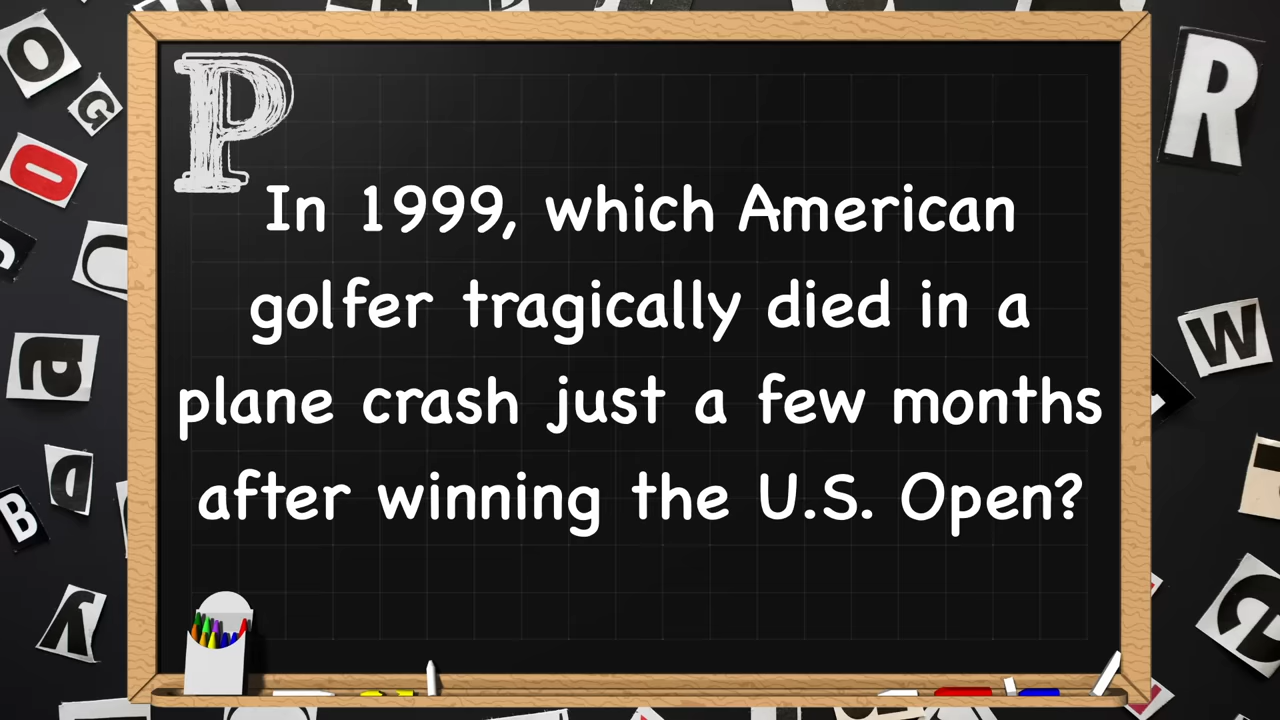 P
In 1999, which American
golfer tragically died in a
plane crash just a few months
after winning the U.S. Open?
O
G
O
R
a
W
D
B